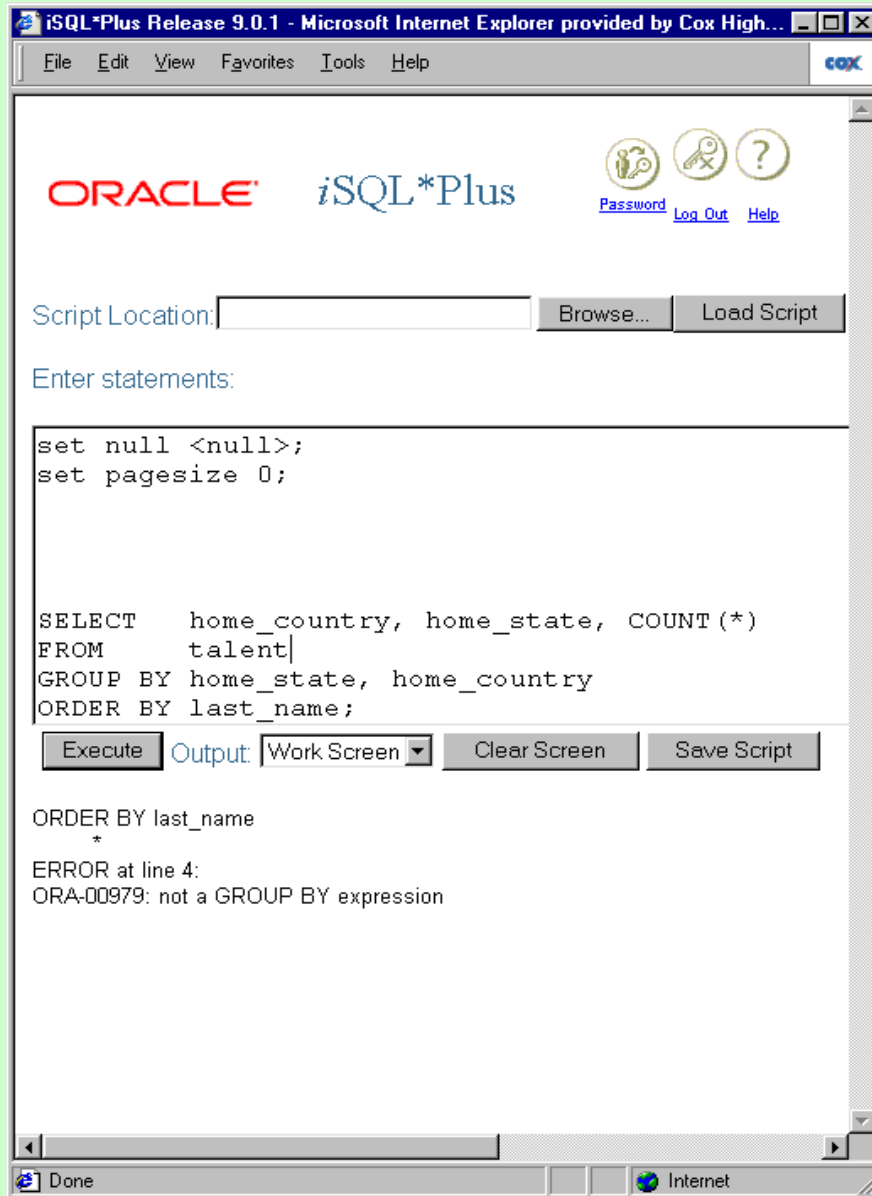 iSQL*Plus Release 9.0.1 - Microsoft Internet Explorer provided by Cox High...
File Edit View Favorites Tools Help
COX
ORACLE iSQL*Plus
Password Log Out Help
Script Location: Browse... Load Script
Enter statements:
set null <null>;
set pagesize 0;
SELECT home_country, home_state, COUNT(*)
FROM talent
GROUP BY home_state, home_country
ORDER BY last_name;
Execute Output: Work Screen Clear Screen Save Script
ORDER BY last_name
*
ERROR at line 4:
ORA-00979: not a GROUP BY expression
Done Internet